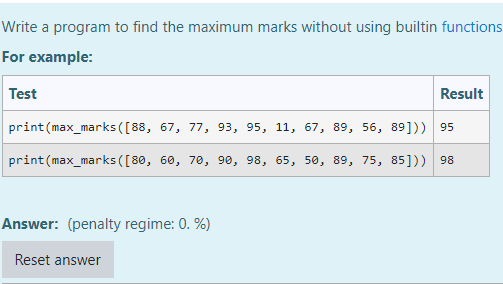 Write a program to find the maximum marks without using builtin functions
For example:
Test Result
print(max_marks([88, 67, 77, 93, 95, 11, 67, 89, 56, 89])) 95
print(max_marks([80, 60, 70, 90, 98, 65, 50, 89, 75, 85])) 98
Answer: (penalty regime: 0. %)
Reset answer